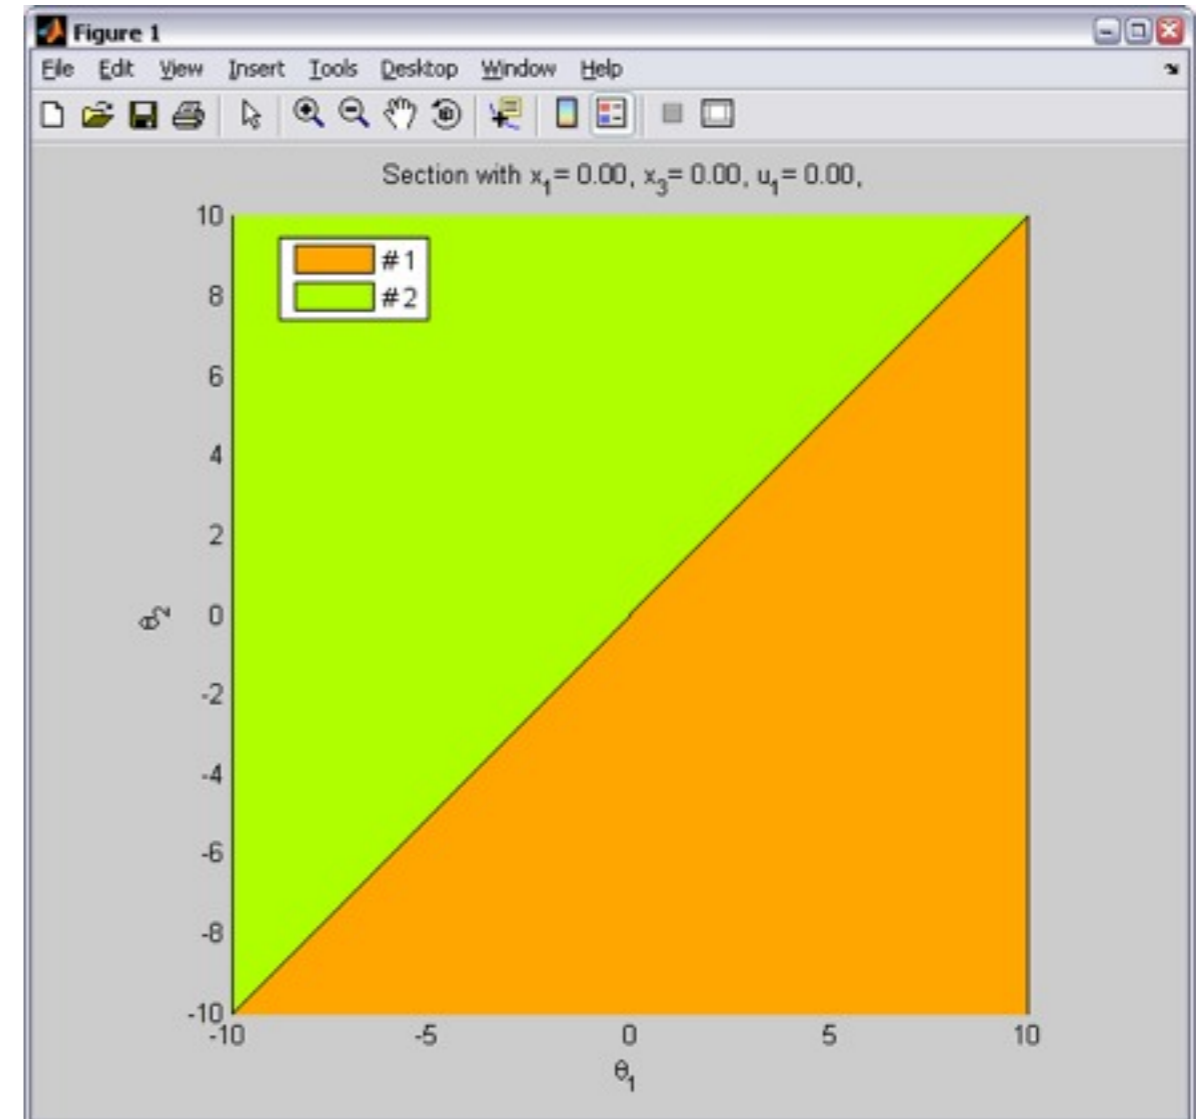 Figure 1
File Edit View Insert Tools Desktop Window Help
Section with x₁= 0.00, x₃= 0.00, u₁= 0.00,
#1
#2
10
8
6
4
2
0
-2
-4
-6
-8
-10
θ₂
-10 -5 0 5 10
θ₁